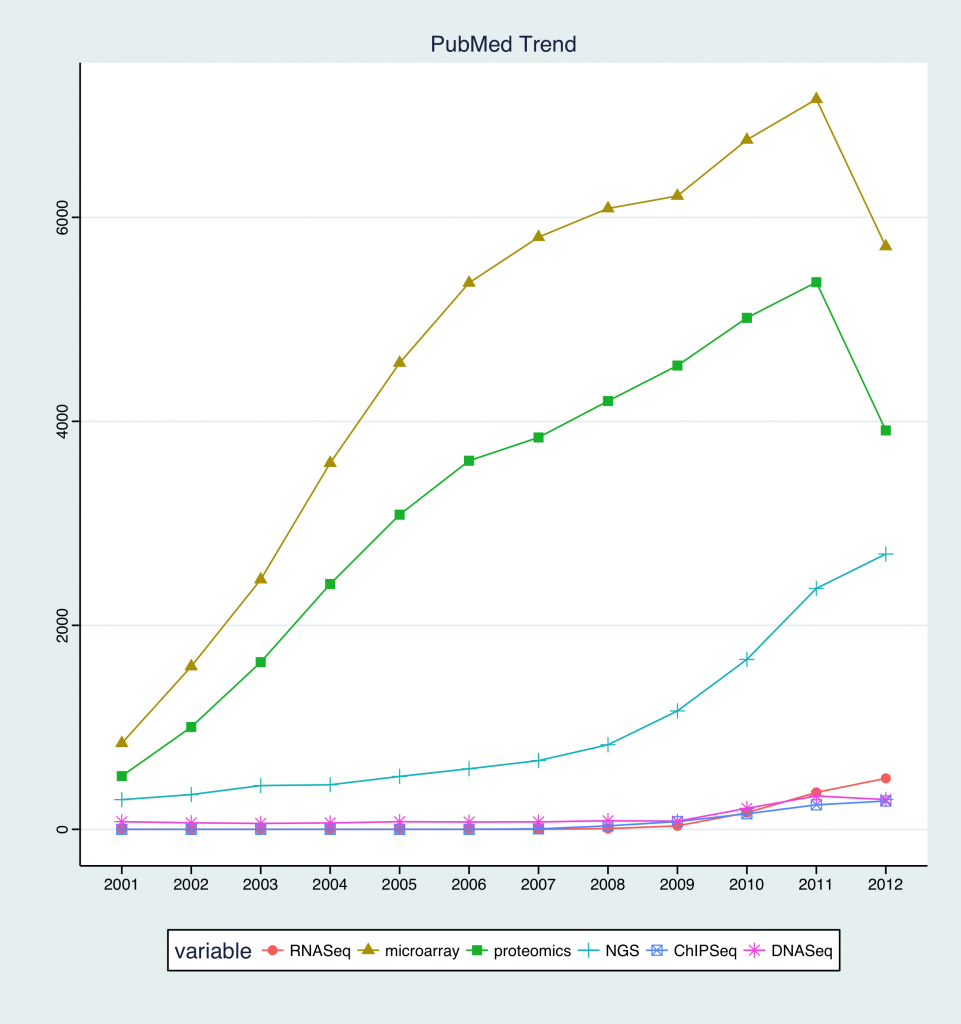 PubMed Trend
6000
4000
2000
0
2001 2002 2003 2004 2005 2006 2007 2008 2009 2010 2011 2012
variable RNASeq microarray proteomics NGS ChIPSeq DNASeq